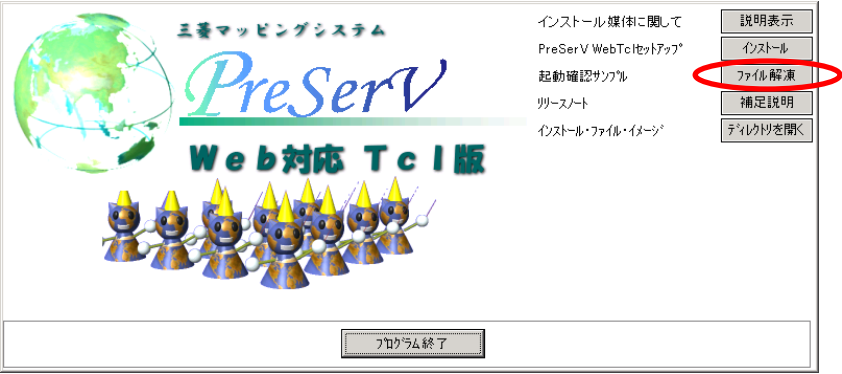 三菱マッピングシステム
PreSerV
Web対応 Tcl版
インストール媒体に関して 説明表示
PreSerV WebTclセットアップ インストール
起動確認サンプル ファイル解凍
リリースノート 補足説明
インストール・ファイル・イメージ ディレクトリを開く
プログラム終了